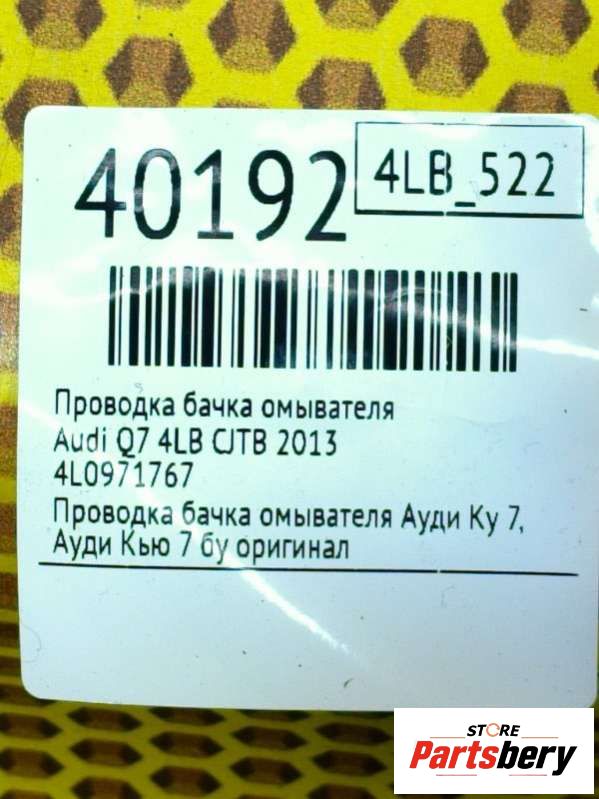 40192
4LB_522
Проводка бачка омывателя
Audi Q7 4LB CJTB 2013
4L0971767
Проводка бачка омывателя Ауди Ку 7,
Ауди Кью 7 бу оригинал
STORE
Partsbery